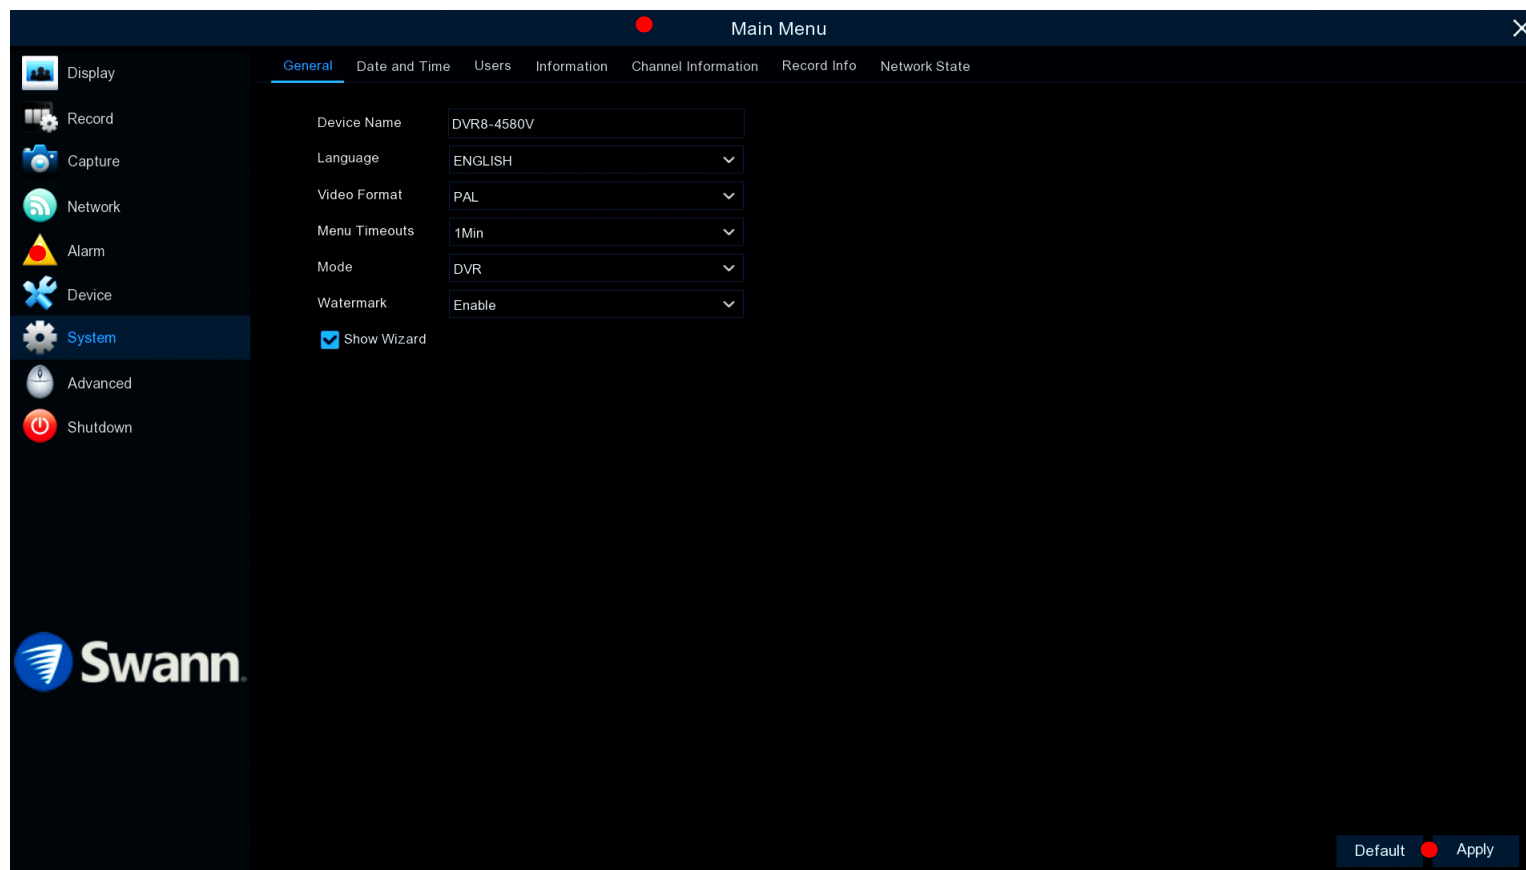 Main Menu
Display
Record
Capture
Network
Alarm
Device
System
Advanced
Shutdown
Swann.
General Date and Time Users Information Channel Information Record Info Network State
Device Name DVR8-4580V
Language ENGLISH
Video Format PAL
Menu Timeouts 1Min
Mode DVR
Watermark Enable
Show Wizard
Default Apply